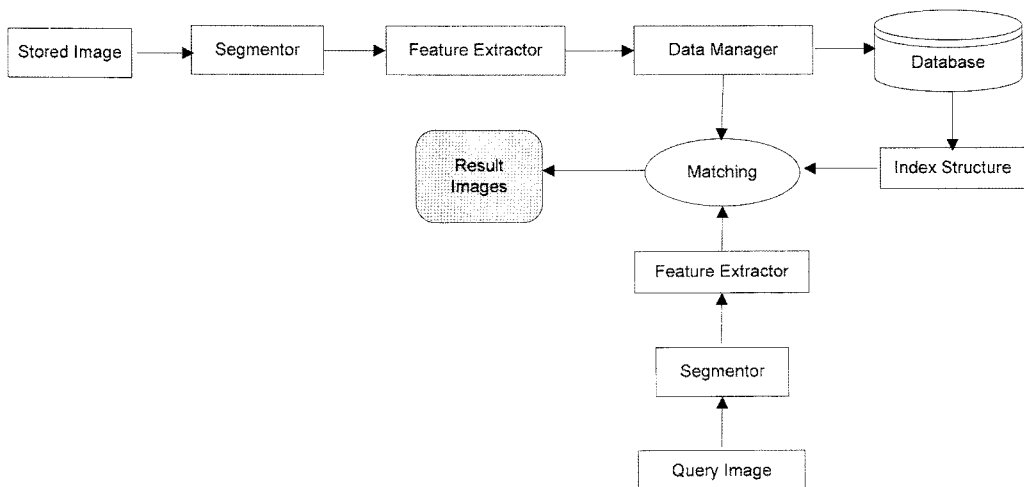 Stored Image
Segmentor
Feature Extractor
Data Manager
Database
Result
Images
Matching
Index Structure
Feature Extractor
Segmentor
Query Image